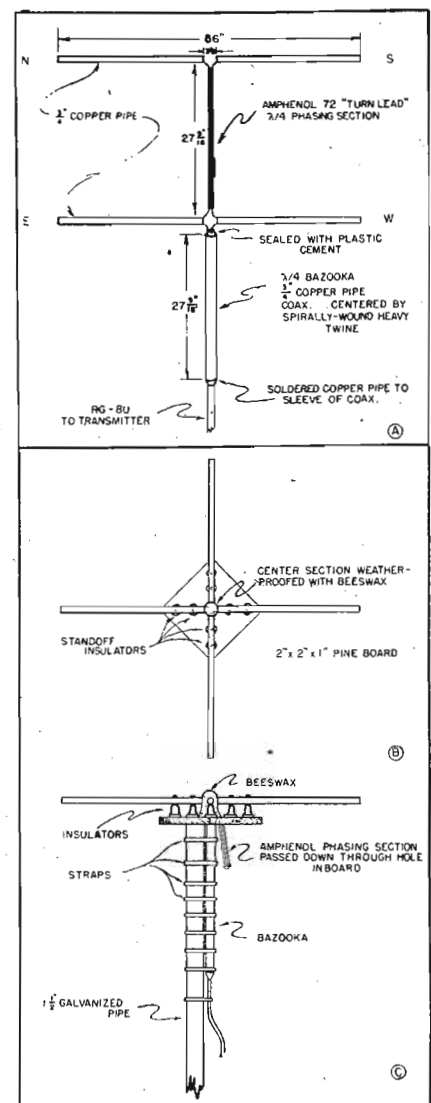 86"
N
S
3/4" COPPER PIPE
AMPHENOL 72 "TURN LEAD"
λ/4 PHASING SECTION
27 3/16"
E
W
SEALED WITH PLASTIC
CEMENT
λ/4 BAZOOKA
3/4" COPPER PIPE
COAX. CENTERED BY
SPIRALLY-WOUND HEAVY
TWINE
27 3/16"
SOLDERED COPPER PIPE TO
SLEEVE OF COAX.
RG-8U
TO TRANSMITTER
A
CENTER SECTION WEATHER-
PROOFED WITH BEESWAX
STANDOFF
INSULATORS
2" x 2" x 1" PINE BOARD
B
BEESWAX
INSULATORS
AMPHENOL PHASING SECTION
PASSED DOWN THROUGH HOLE
IN BOARD
STRAPS
BAZOOKA
1 1/2" GALVANIZED
PIPE
C